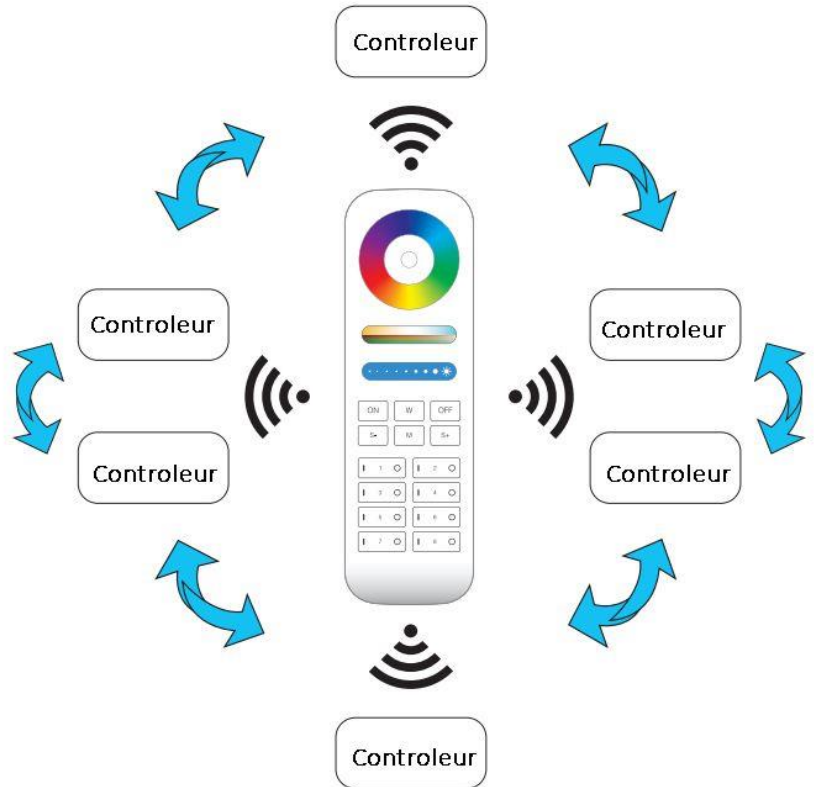 Controleur
Controleur
Controleur
ON W OFF
S- M S+
Controleur
Controleur
I 1 O I 2 O
I 3 O I 4 O
I 5 O I 6 O
I 7 O I 8 O
Controleur